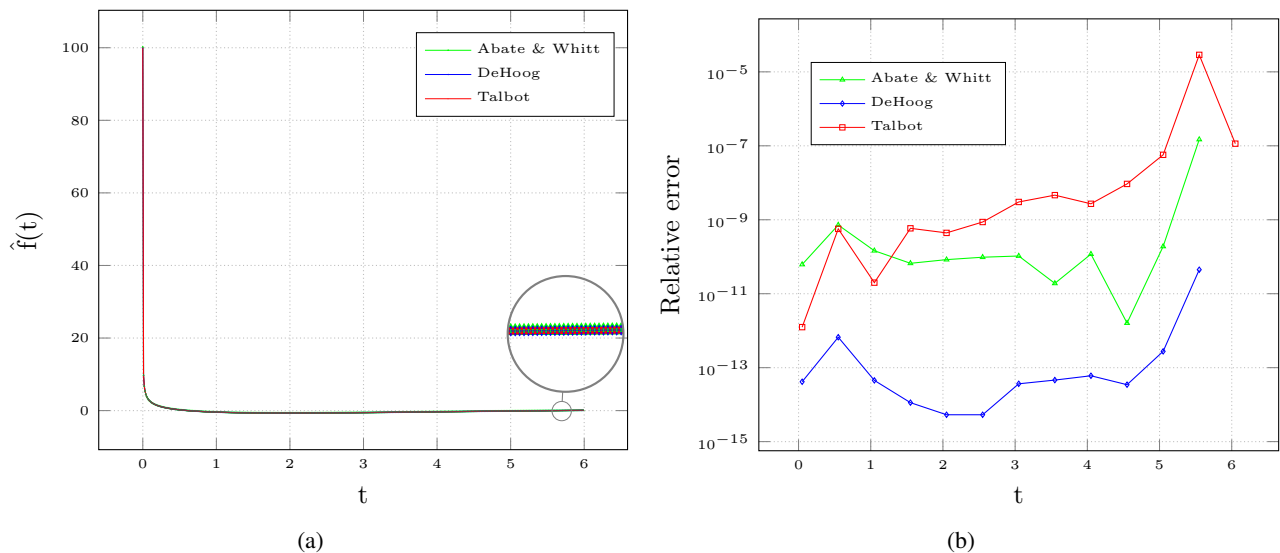 100
80
60
40
20
0
f̂(t)
0 1 2 3 4 5 6
t
Abate & Whitt
DeHoog
Talbot
(a)
10^−5
10^−7
10^−9
10^−11
10^−13
10^−15
Relative error
0 1 2 3 4 5 6
t
Abate & Whitt
DeHoog
Talbot
(b)